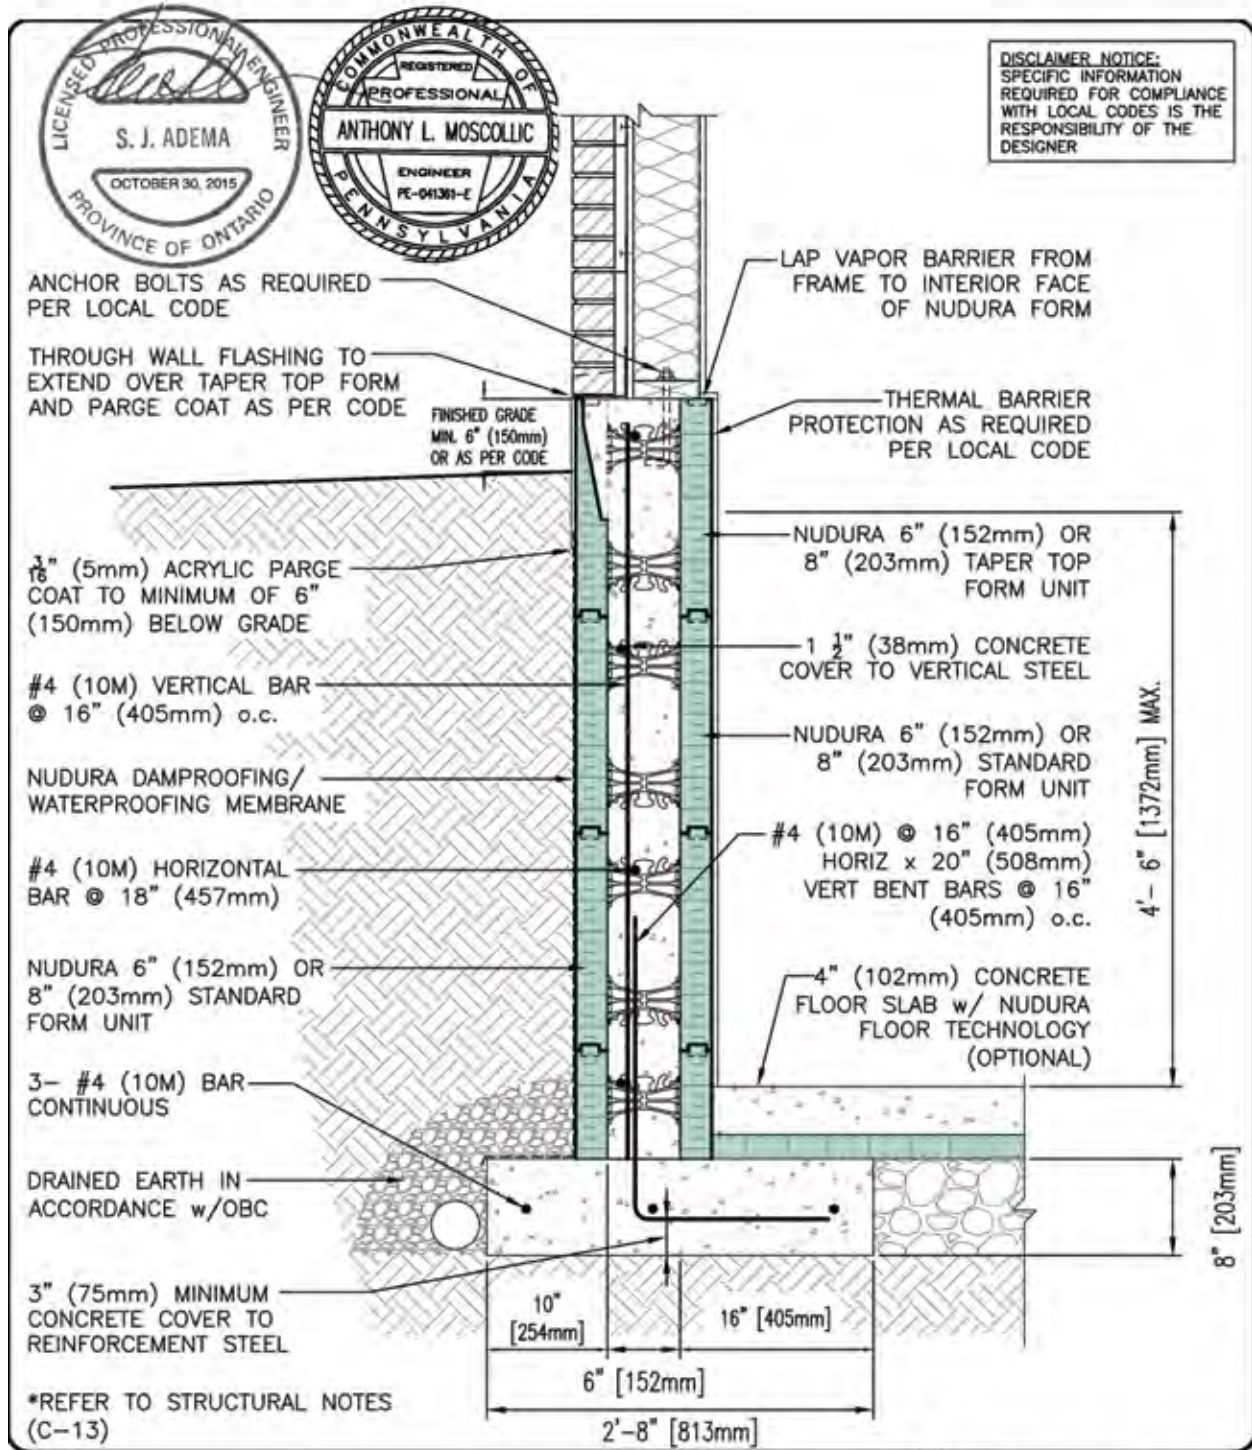 LICENSED PROFESSIONAL ENGINEER
S. J. ADEMA
OCTOBER 30, 2015
PROVINCE OF ONTARIO
COMMONWEALTH OF
REGISTERED
PROFESSIONAL
ANTHONY L. MOSCOLLIC
ENGINEER
PE-041361-E
PENNSYLVANIA
DISCLAIMER NOTICE:
SPECIFIC INFORMATION
REQUIRED FOR COMPLIANCE
WITH LOCAL CODES IS THE
RESPONSIBILITY OF THE
DESIGNER
ANCHOR BOLTS AS REQUIRED
PER LOCAL CODE
THROUGH WALL FLASHING TO
EXTEND OVER TAPER TOP FORM
AND PARGE COAT AS PER CODE
FINISHED GRADE
MIN. 6" (150mm)
OR AS PER CODE
3/16" (5mm) ACRYLIC PARGE
COAT TO MINIMUM OF 6"
(150mm) BELOW GRADE
#4 (10M) VERTICAL BAR
@ 16" (405mm) o.c.
NUDURA DAMPROOFING/
WATERPROOFING MEMBRANE
#4 (10M) HORIZONTAL
BAR @ 18" (457mm)
NUDURA 6" (152mm) OR
8" (203mm) STANDARD
FORM UNIT
3- #4 (10M) BAR
CONTINUOUS
DRAINED EARTH IN
ACCORDANCE w/OBC
3" (75mm) MINIMUM
CONCRETE COVER TO
REINFORCEMENT STEEL
*REFER TO STRUCTURAL NOTES
(C-13)
LAP VAPOR BARRIER FROM
FRAME TO INTERIOR FACE
OF NUDURA FORM
THERMAL BARRIER
PROTECTION AS REQUIRED
PER LOCAL CODE
NUDURA 6" (152mm) OR
8" (203mm) TAPER TOP
FORM UNIT
1 1/2" (38mm) CONCRETE
COVER TO VERTICAL STEEL
NUDURA 6" (152mm) OR
8" (203mm) STANDARD
FORM UNIT
#4 (10M) @ 16" (405mm)
HORIZ x 20" (508mm)
VERT BENT BARS @ 16"
(405mm) o.c.
4" (102mm) CONCRETE
FLOOR SLAB w/ NUDURA
FLOOR TECHNOLOGY
(OPTIONAL)
4'- 6" [1372mm] MAX.
8" [203mm]
10"
[254mm]
16" [405mm]
6" [152mm]
2'-8" [813mm]